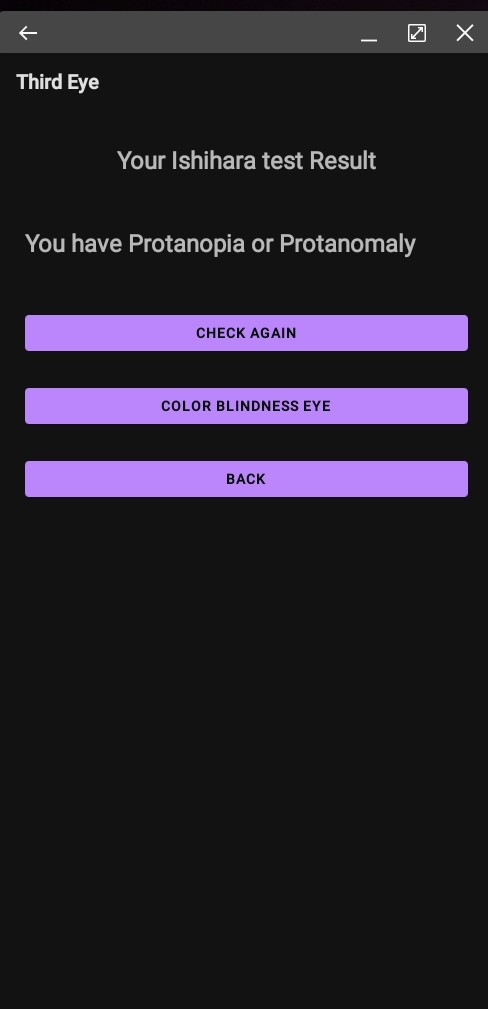 Third Eye
Your Ishihara test Result
You have Protanopia or Protanomaly
CHECK AGAIN
COLOR BLINDNESS EYE
BACK